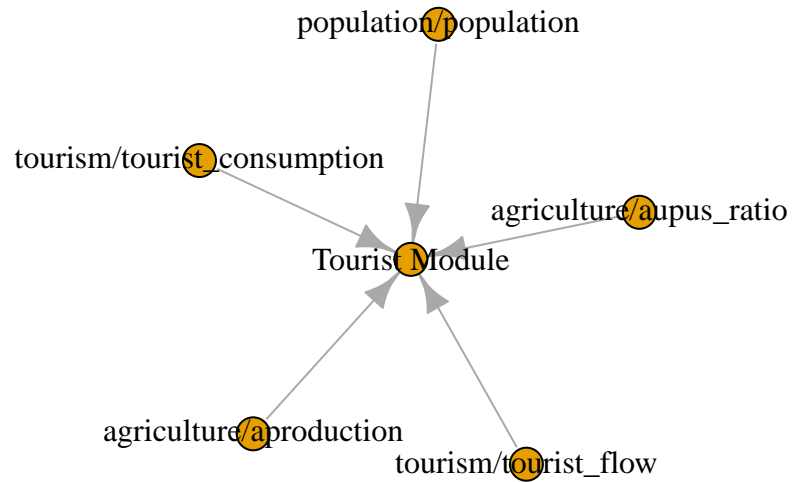 population/population
tourism/tourist_consumption
agriculture/aupus_ratio
Tourist Module
agriculture/aproduction
tourism/tourist_flow